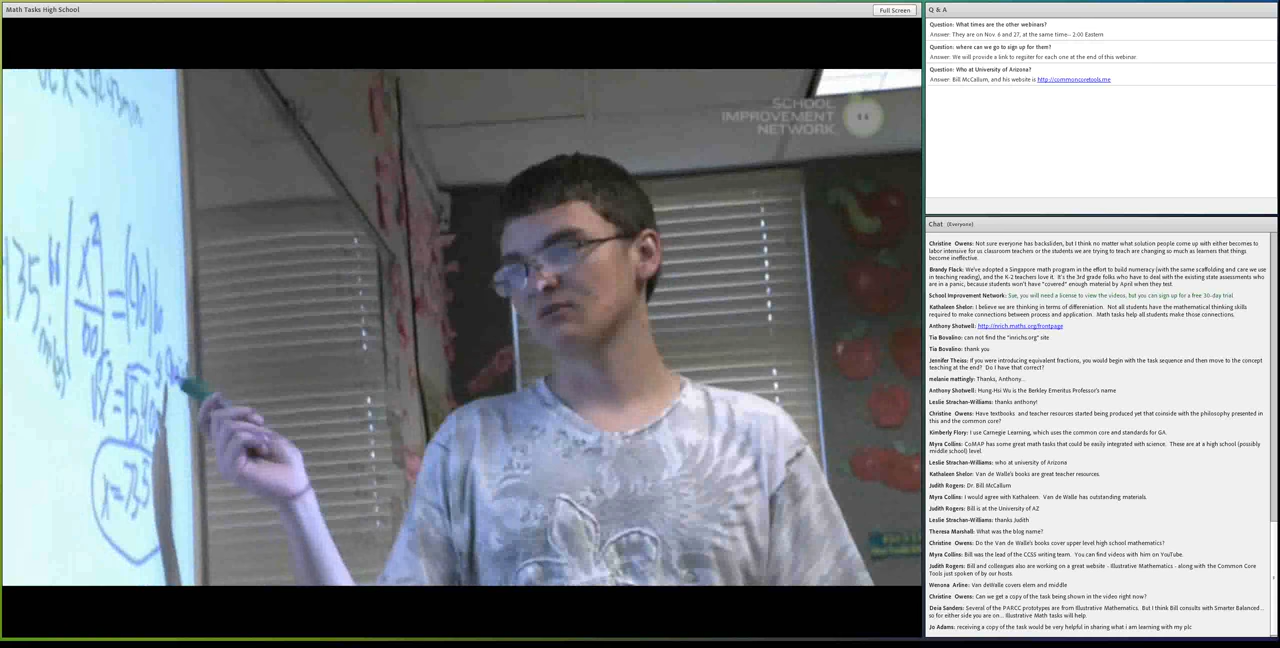 Math Tasks High School
Full Screen
SCHOOL
IMPROVEMENT
NETWORK
Q & A
Question: What times are the other webinars?
Answer: They are on Nov. 6 and 27, at the same time-- 2:00 Eastern
Question: where can we go to sign up for them?
Answer: We will provide a link to register for each one at the end of this webinar.
Question: Who at University of Arizona?
Answer: Bill McCallum, and his website is http://commoncoretools.me
Chat (Everyone)
Christine Owens: Not sure everyone has backsliden, but I think no matter what solution people come up with either becomes to
labor intensive for us classroom teachers or the students we are trying to teach are changing so much as learners that things
become ineffective.
Brandy Flack: We've adopted a Singapore math program in the effort to build numeracy (with the same scaffolding and care we use
in teaching reading), and the K-2 teachers love it. It's the 3rd grade folks who have to deal with the existing state assessments who
are in a panic, because students won't have "covered" enough material by April when they test
School Improvement Network: Sue, you will need a license to view the videos, but you can sign up for a free 30-day trial
Kathaleen Shelor: I believe we are thinking in terms of differentiation. Not all students have the mathematical thinking skills
required to make connections between process and application. Math tasks help all students make those connections.
Anthony Shotwell: http://nrich.maths.org/frontpage
Tia Bovalino: can not find the "inrichs.org" site
Tia Bovalino: thank you
Jennifer Theiss: If you were introducing equivalent fractions, you would begin with the task sequence and then move to the concept
teaching at the end? Do I have that correct?
melanie mattingly: Thanks, Anthony...
Anthony Shotwell: Hung-Hsi Wu is the Berkley Emeritus Professor's name
Leslie Strachan-Williams: thanks anthony!
Christine Owens: Have textbooks and teacher resources started being produced yet that coinside with the philosophy presented in
this and the common core?
Kimberly Flory: I use Carnegie Learning, which uses the common core and standards for GA
Myra Collins: CoMAP has some great math tasks that could be easily integrated with science. These are at a high school (possibly
middle school) level.
Leslie Strachan-Williams: who at university of Arizona
Kathaleen Shelor: Van de Walle's books are great teacher resources.
Judith Rogers: Dr. Bill McCallum
Myra Collins: I would agree with Kathaleen. Van de Walle has outstanding materials.
Judith Rogers: Bill is at the University of AZ
Leslie Strachan-Williams: thanks Judith
Theresa Marshall: What was the blog name?
Christine Owens: Do the Van de Walle's books cover upper level high school mathematics?
Myra Collins: Bill was the lead of the CCSS writing team. You can find videos with him on YouTube.
Judith Rogers: Bill and colleagues also are working on a great website - Illustrative Mathematics - along with the Common Core
Tools just spoken of by our hosts.
Wenona Arline: Van deWalle covers elem and middle
Christine Owens: Can we get a copy of the task being shown in the video right now?
Deia Sanders: Several of the PARCC prototypes are from Illustrative Mathematics. But I think Bill consults with Smarter Balanced...
so for either side you are on... Illustrative Math tasks will help.
Jo Adams: receiving a copy of the task would be very helpful in sharing what i am learning with my plc